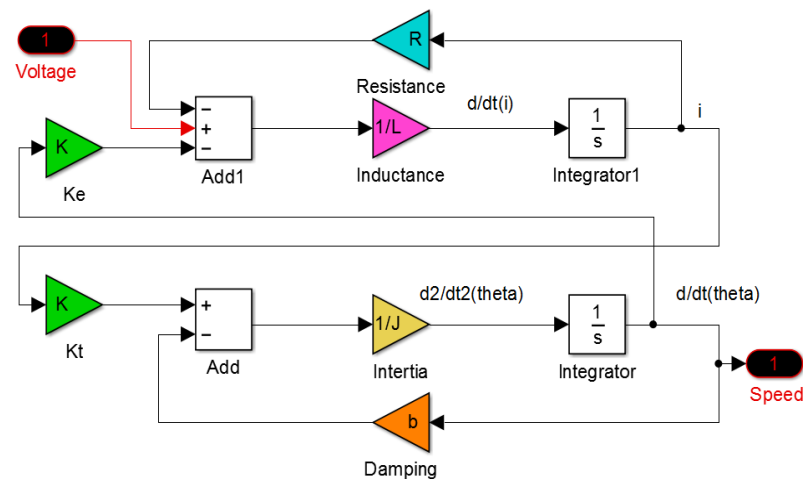 1
Voltage
R
Resistance
d/dt(i)
i
−
+
−
Add1
1/L
Inductance
1
s
Integrator1
K
Ke
K
Kt
+
−
Add
d2/dt2(theta)
1/J
Intertia
1
s
Integrator
d/dt(theta)
1
Speed
b
Damping